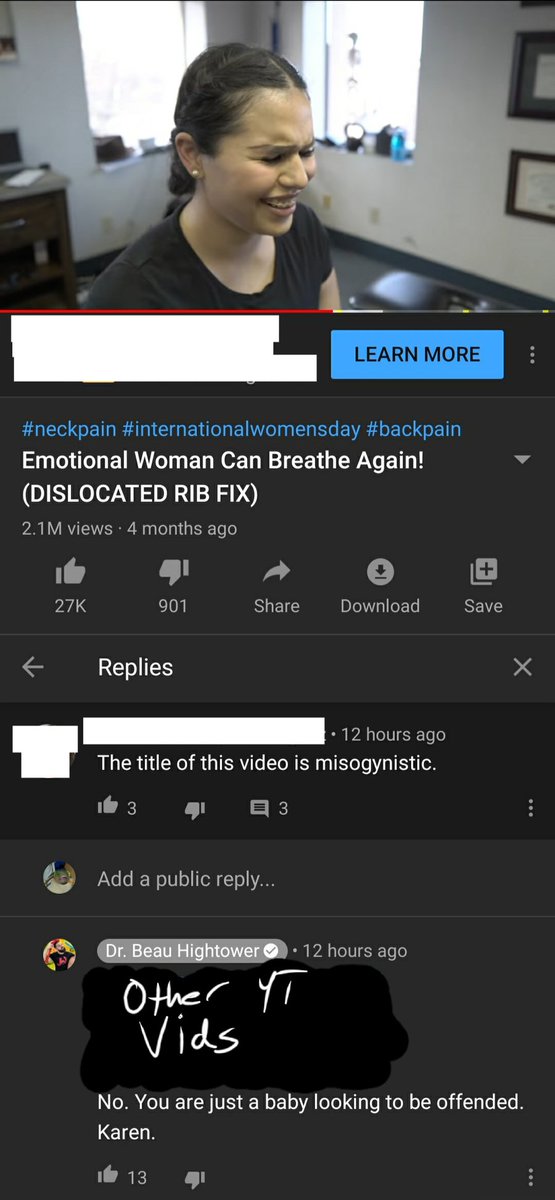 LEARN MORE
#neckpain #internationalwomensday #backpain
Emotional Woman Can Breathe Again!
(DISLOCATED RIB FIX)
2.1M views · 4 months ago
27K 901 Share Download Save
Replies
• 12 hours ago
The title of this video is misogynistic.
3 3
Add a public reply...
Dr. Beau Hightower • 12 hours ago
Other YT
Vids
No. You are just a baby looking to be offended.
Karen.
13